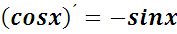 (cosx)´ = −sinx